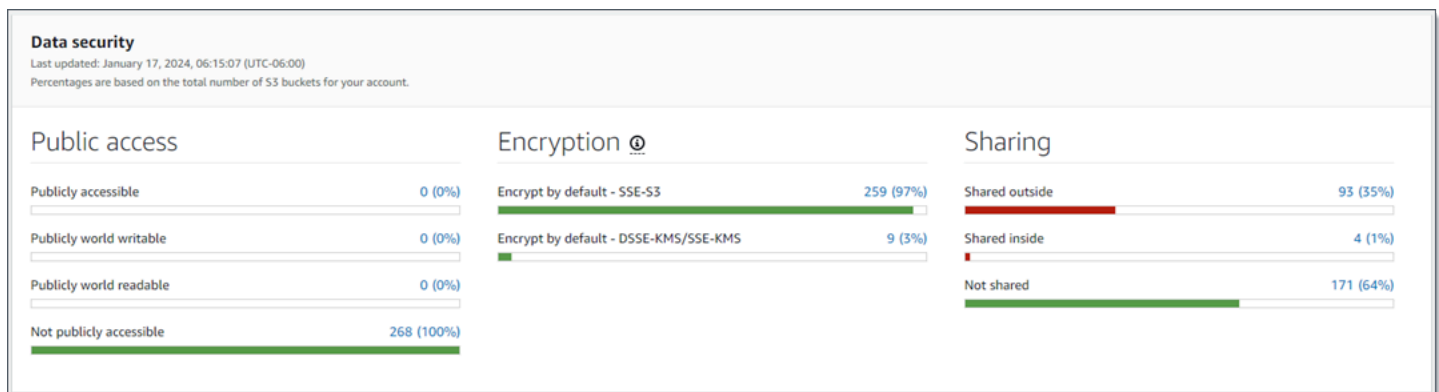 Data security
Last updated: January 17, 2024, 06:15:07 (UTC-06:00)
Percentages are based on the total number of S3 buckets for your account.
Public access
Publicly accessible 0 (0%)
Publicly world writable 0 (0%)
Publicly world readable 0 (0%)
Not publicly accessible 268 (100%)
Encryption
Encrypt by default - SSE-S3 259 (97%)
Encrypt by default - DSSE-KMS/SSE-KMS 9 (3%)
Sharing
Shared outside 93 (35%)
Shared inside 4 (1%)
Not shared 171 (64%)